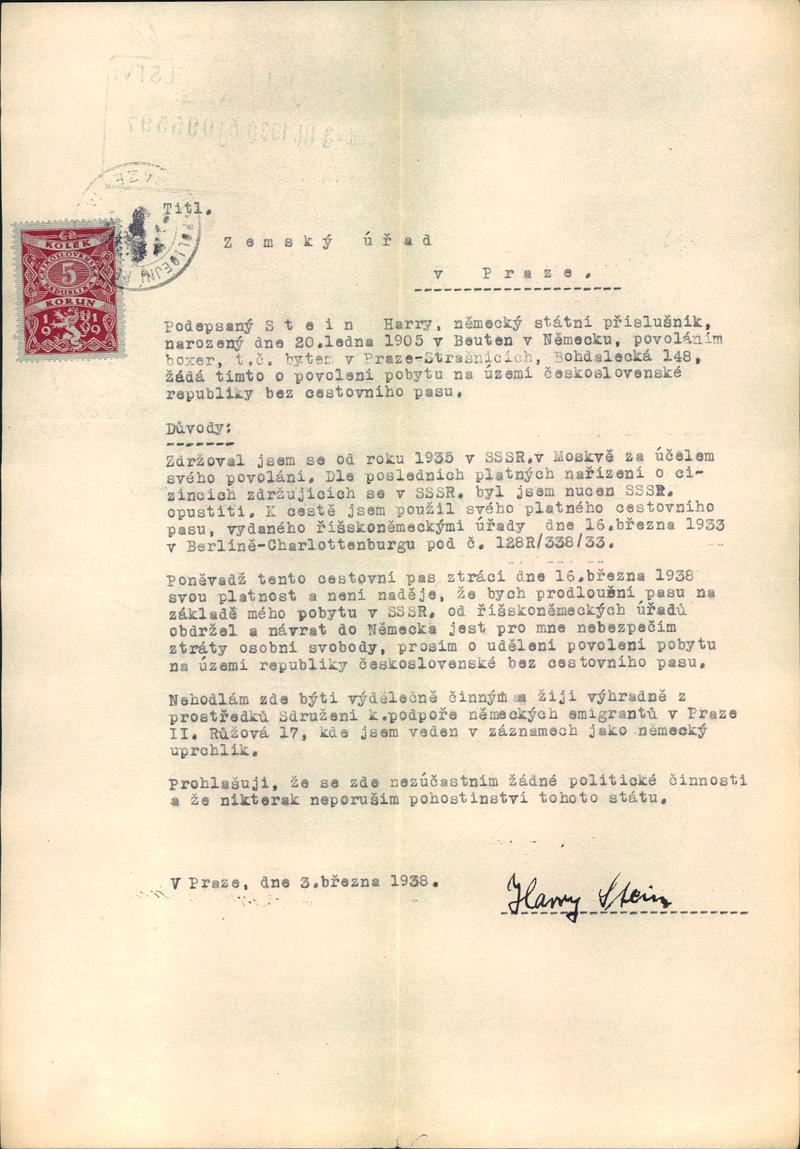 Titl.
Zemský úřad
v Praze.
KOLEK
5
KORUN
19 19
Podepsaný Stein Harry, německý státní příslušník,
narozený dne 20.ledna 1905 v Beuten v Německu, povoláním
boxer, t.č. bytem v Praze-Strašnicích, Bohdalecká 148,
žádá tímto o povolení pobytu na území československé
republiky bez cestovního pasu.
Důvody:
Zdržoval jsem se od roku 1935 v SSSR.v Moskvě za účelem
svého povolání. Dle posledních platných nařízení o ci-
zincích zdržujících se v SSSR. byl jsem nucen SSSR.
opustiti. K cestě jsem použil svého platného cestovního
pasu, vydaného říšskoněmeckými úřady dne 16.března 1933
v Berlíně-Charlottenburgu pod č. 128R/338/33.
Poněvadž tento cestovní pas ztrácí dne 16.března 1938
svou platnost a není naděje, že bych prodloužní pasu na
základě mého pobytu v SSSR. od říšskoněmeckých úřadů
obdržel a návrat do Německa jest pro mne nebezpečím
ztráty osobní svobody, prosím o udělení povolení pobytu
na území republiky československé bez cestovního pasu.
Nehodlám zde býti výdělečně činným a žiji výhradně z
prostředků Sdružení k.podpoře německých emigrantů v Praze
II. Růžová 17, kde jsem veden v záznamech jako německý
uprchlík.
Prohlašuji, že se zde nezúčastním žádné politické činnosti
a že nikterak neporuším pohostinství tohoto státu.
V Praze, dne 3.března 1938.
Harry Stein